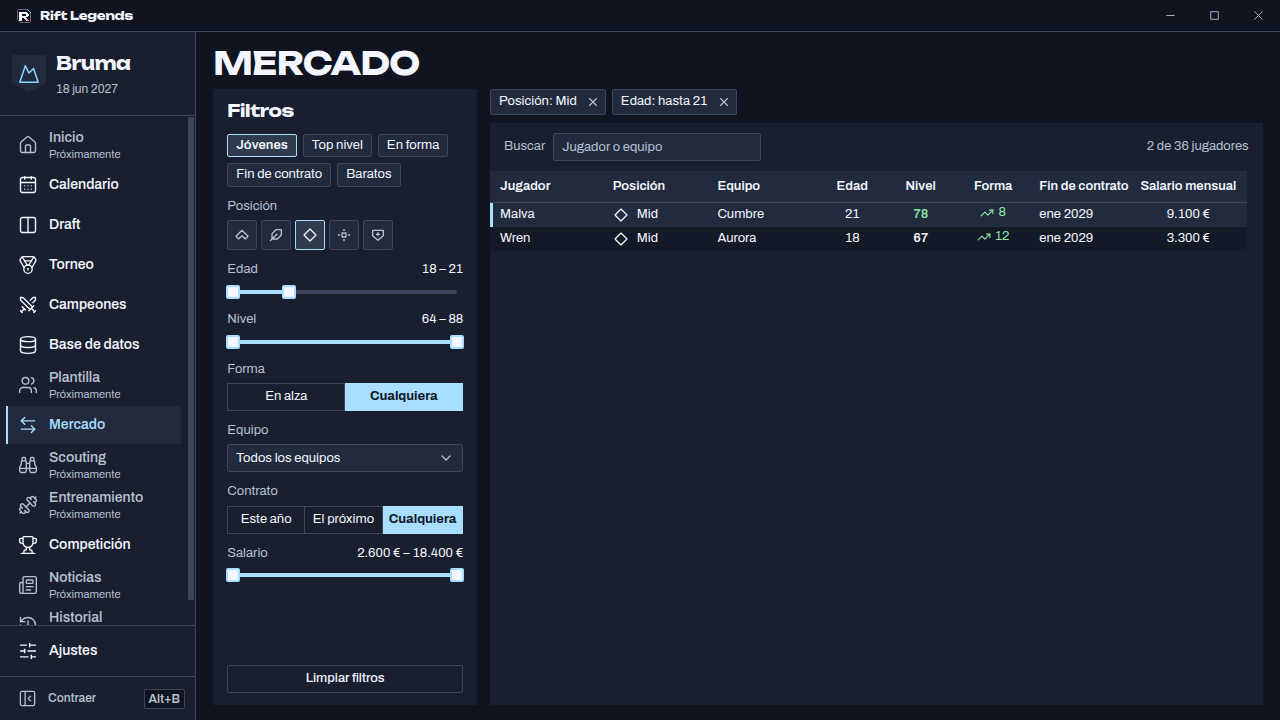 Rift Legends
Bruma
18 jun 2027
Inicio
Próximamente
Calendario
Draft
Torneo
Campeones
Base de datos
Plantilla
Próximamente
Mercado
Scouting
Próximamente
Entrenamiento
Próximamente
Competición
Noticias
Próximamente
Historial
Ajustes
Contraer Alt+B
MERCADO
Filtros
Jóvenes Top nivel En forma
Fin de contrato Baratos
Posición
Edad 18 – 21
Nivel 64 – 88
Forma
En alza Cualquiera
Equipo
Todos los equipos
Contrato
Este año El próximo Cualquiera
Salario 2.600 € – 18.400 €
Limpiar filtros
Posición: Mid Edad: hasta 21
Buscar Jugador o equipo 2 de 36 jugadores
Jugador Posición Equipo Edad Nivel Forma Fin de contrato Salario mensual
Malva Mid Cumbre 21 78 8 ene 2029 9.100 €
Wren Mid Aurora 18 67 12 ene 2029 3.300 €